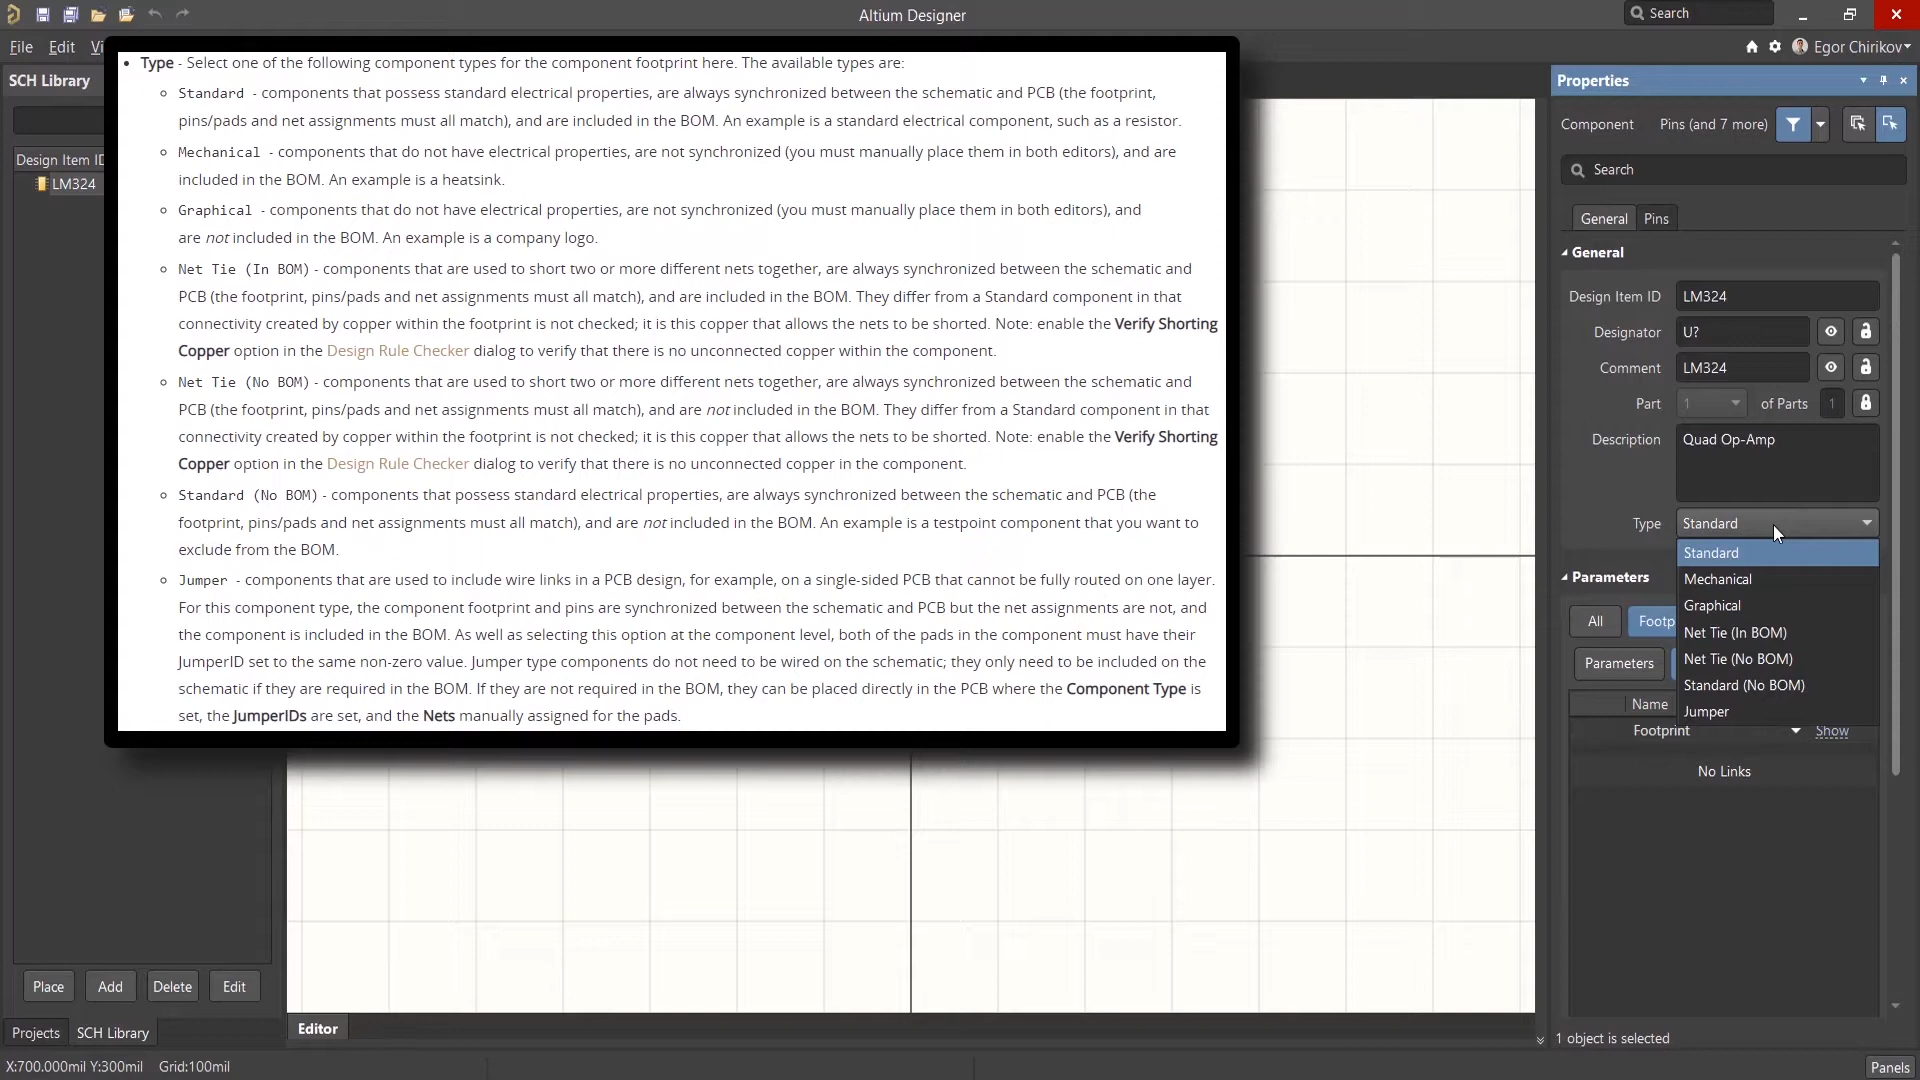 Altium Designer
Search
File Edit Vi
Egor Chirikov
SCH Library
Design Item ID
LM324
• Type - Select one of the following component types for the component footprint here. The available types are:
Standard - components that possess standard electrical properties, are always synchronized between the schematic and PCB (the footprint,
pins/pads and net assignments must all match), and are included in the BOM. An example is a standard electrical component, such as a resistor.
Mechanical - components that do not have electrical properties, are not synchronized (you must manually place them in both editors), and are
included in the BOM. An example is a heatsink.
Graphical - components that do not have electrical properties, are not synchronized (you must manually place them in both editors), and
are not included in the BOM. An example is a company logo.
Net Tie (In BOM) - components that are used to short two or more different nets together, are always synchronized between the schematic and
PCB (the footprint, pins/pads and net assignments must all match), and are included in the BOM. They differ from a Standard component in that
connectivity created by copper within the footprint is not checked; it is this copper that allows the nets to be shorted. Note: enable the Verify Shorting
Copper option in the Design Rule Checker dialog to verify that there is no unconnected copper within the component.
Net Tie (No BOM) - components that are used to short two or more different nets together, are always synchronized between the schematic and
PCB (the footprint, pins/pads and net assignments must all match), and are not included in the BOM. They differ from a Standard component in that
connectivity created by copper within the footprint is not checked; it is this copper that allows the nets to be shorted. Note: enable the Verify Shorting
Copper option in the Design Rule Checker dialog to verify that there is no unconnected copper in the component.
Standard (No BOM) - components that possess standard electrical properties, are always synchronized between the schematic and PCB (the
footprint, pins/pads and net assignments must all match), and are not included in the BOM. An example is a testpoint component that you want to
exclude from the BOM.
Jumper - components that are used to include wire links in a PCB design, for example, on a single-sided PCB that cannot be fully routed on one layer.
For this component type, the component footprint and pins are synchronized between the schematic and PCB but the net assignments are not, and
the component is included in the BOM. As well as selecting this option at the component level, both of the pads in the component must have their
JumperID set to the same non-zero value. Jumper type components do not need to be wired on the schematic; they only need to be included on the
schematic if they are required in the BOM. If they are not required in the BOM, they can be placed directly in the PCB where the Component Type is
set, the JumperIDs are set, and the Nets manually assigned for the pads.
Properties
Component Pins (and 7 more)
Search
General Pins
General
Design Item ID LM324
Designator U?
Comment LM324
Part 1 of Parts 1
Description Quad Op-Amp
Type Standard
Standard
Mechanical
Graphical
Net Tie (In BOM)
Net Tie (No BOM)
Standard (No BOM)
Jumper
Parameters
All Footp
Parameters
Name
Footprint Show
No Links
Place Add Delete Edit
Projects SCH Library
Editor
1 object is selected
X:700.000mil Y:300mil Grid:100mil
Panels